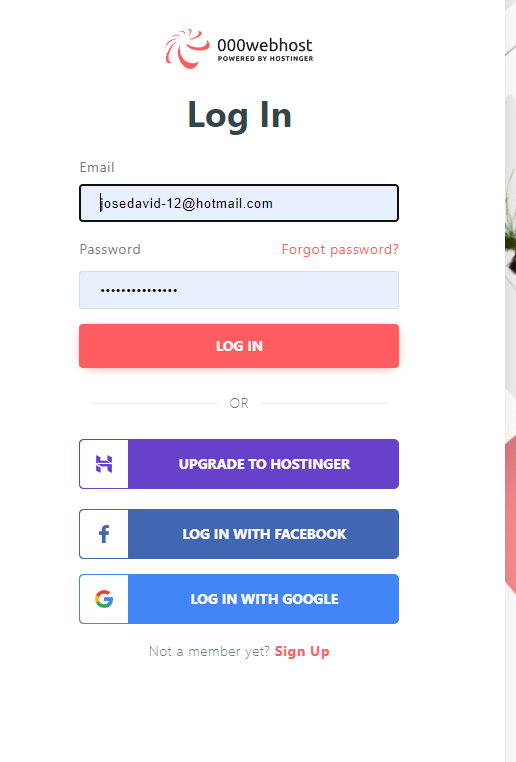 000webhost
POWERED BY HOSTINGER
Log In
Email
josedavid-12@hotmail.com
Password Forgot password?
•••••••••••••••
LOG IN
OR
UPGRADE TO HOSTINGER
LOG IN WITH FACEBOOK
LOG IN WITH GOOGLE
Not a member yet? Sign Up